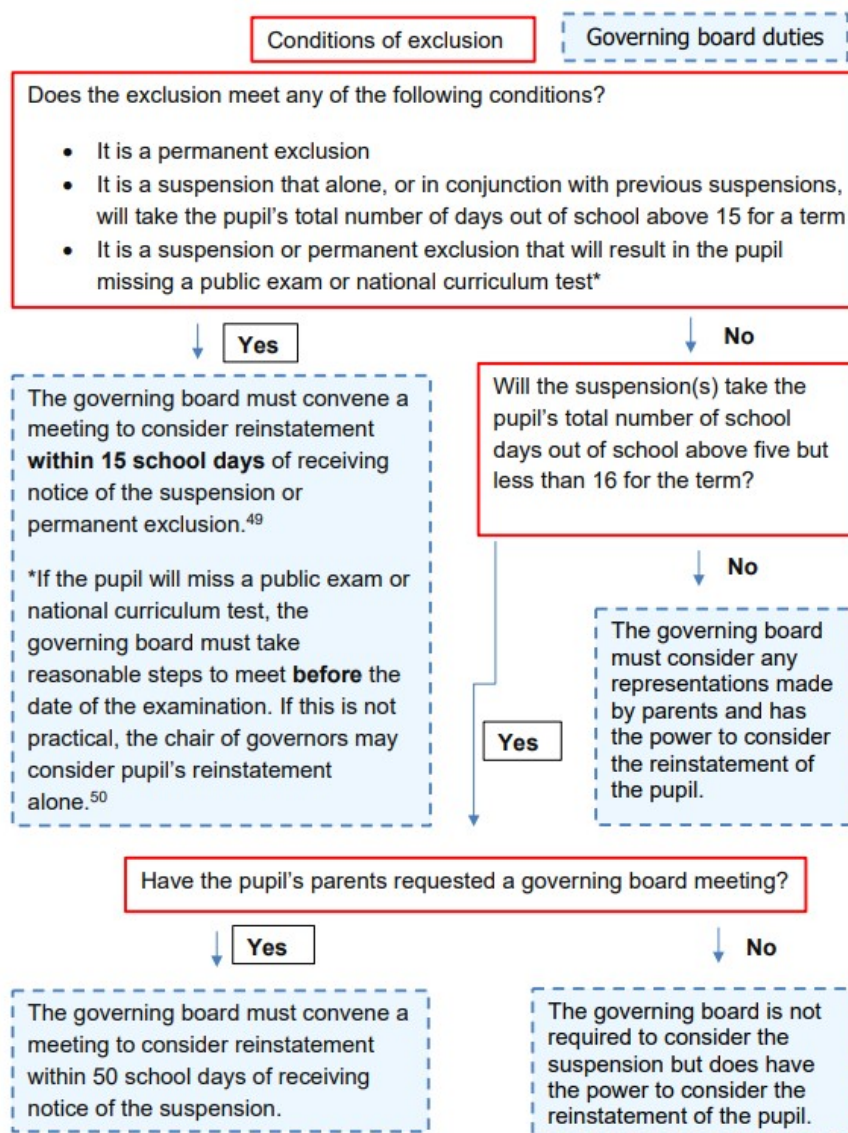 Conditions of exclusion
Governing board duties
Does the exclusion meet any of the following conditions?
• It is a permanent exclusion
• It is a suspension that alone, or in conjunction with previous suspensions,
will take the pupil's total number of days out of school above 15 for a term
• It is a suspension or permanent exclusion that will result in the pupil
missing a public exam or national curriculum test*
Yes
No
The governing board must convene a
meeting to consider reinstatement
within 15 school days of receiving
notice of the suspension or
permanent exclusion.49
*If the pupil will miss a public exam or
national curriculum test, the
governing board must take
reasonable steps to meet before the
date of the examination. If this is not
practical, the chair of governors may
consider pupil's reinstatement
alone.50
Will the suspension(s) take the
pupil's total number of school
days out of school above five but
less than 16 for the term?
No
Yes
The governing board
must consider any
representations made
by parents and has
the power to consider
the reinstatement of
the pupil.
Have the pupil's parents requested a governing board meeting?
Yes
No
The governing board must convene a
meeting to consider reinstatement
within 50 school days of receiving
notice of the suspension.
The governing board is not
required to consider the
suspension but does have
the power to consider the
reinstatement of the pupil.